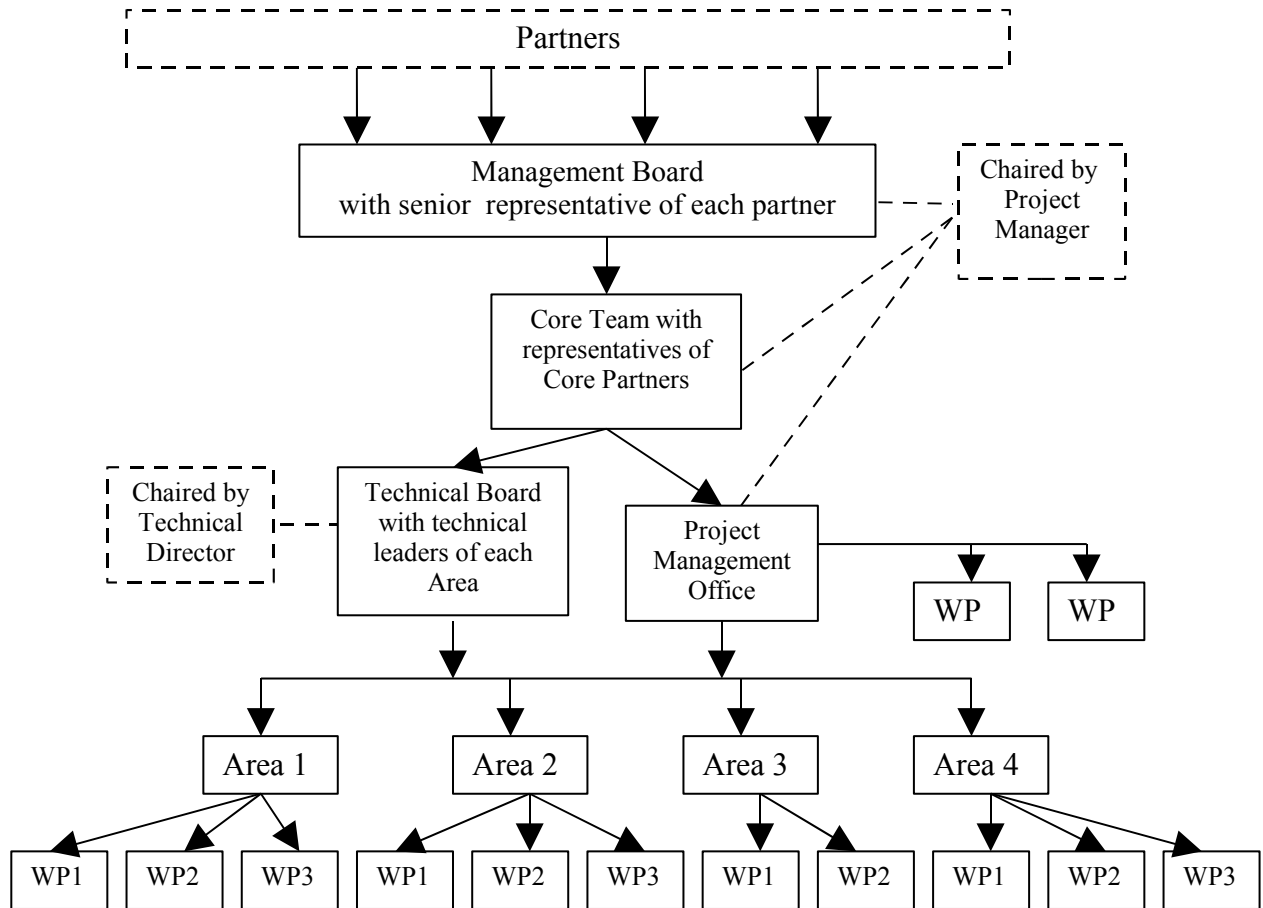 Partners
Management Board
with senior representative of each partner
Chaired by
Project
Manager
Core Team with
representatives of
Core Partners
Chaired by
Technical
Director
Technical Board
with technical
leaders of each
Area
Project
Management
Office
WP
WP
Area 1
Area 2
Area 3
Area 4
WP1
WP2
WP3
WP1
WP2
WP3
WP1
WP2
WP1
WP2
WP3